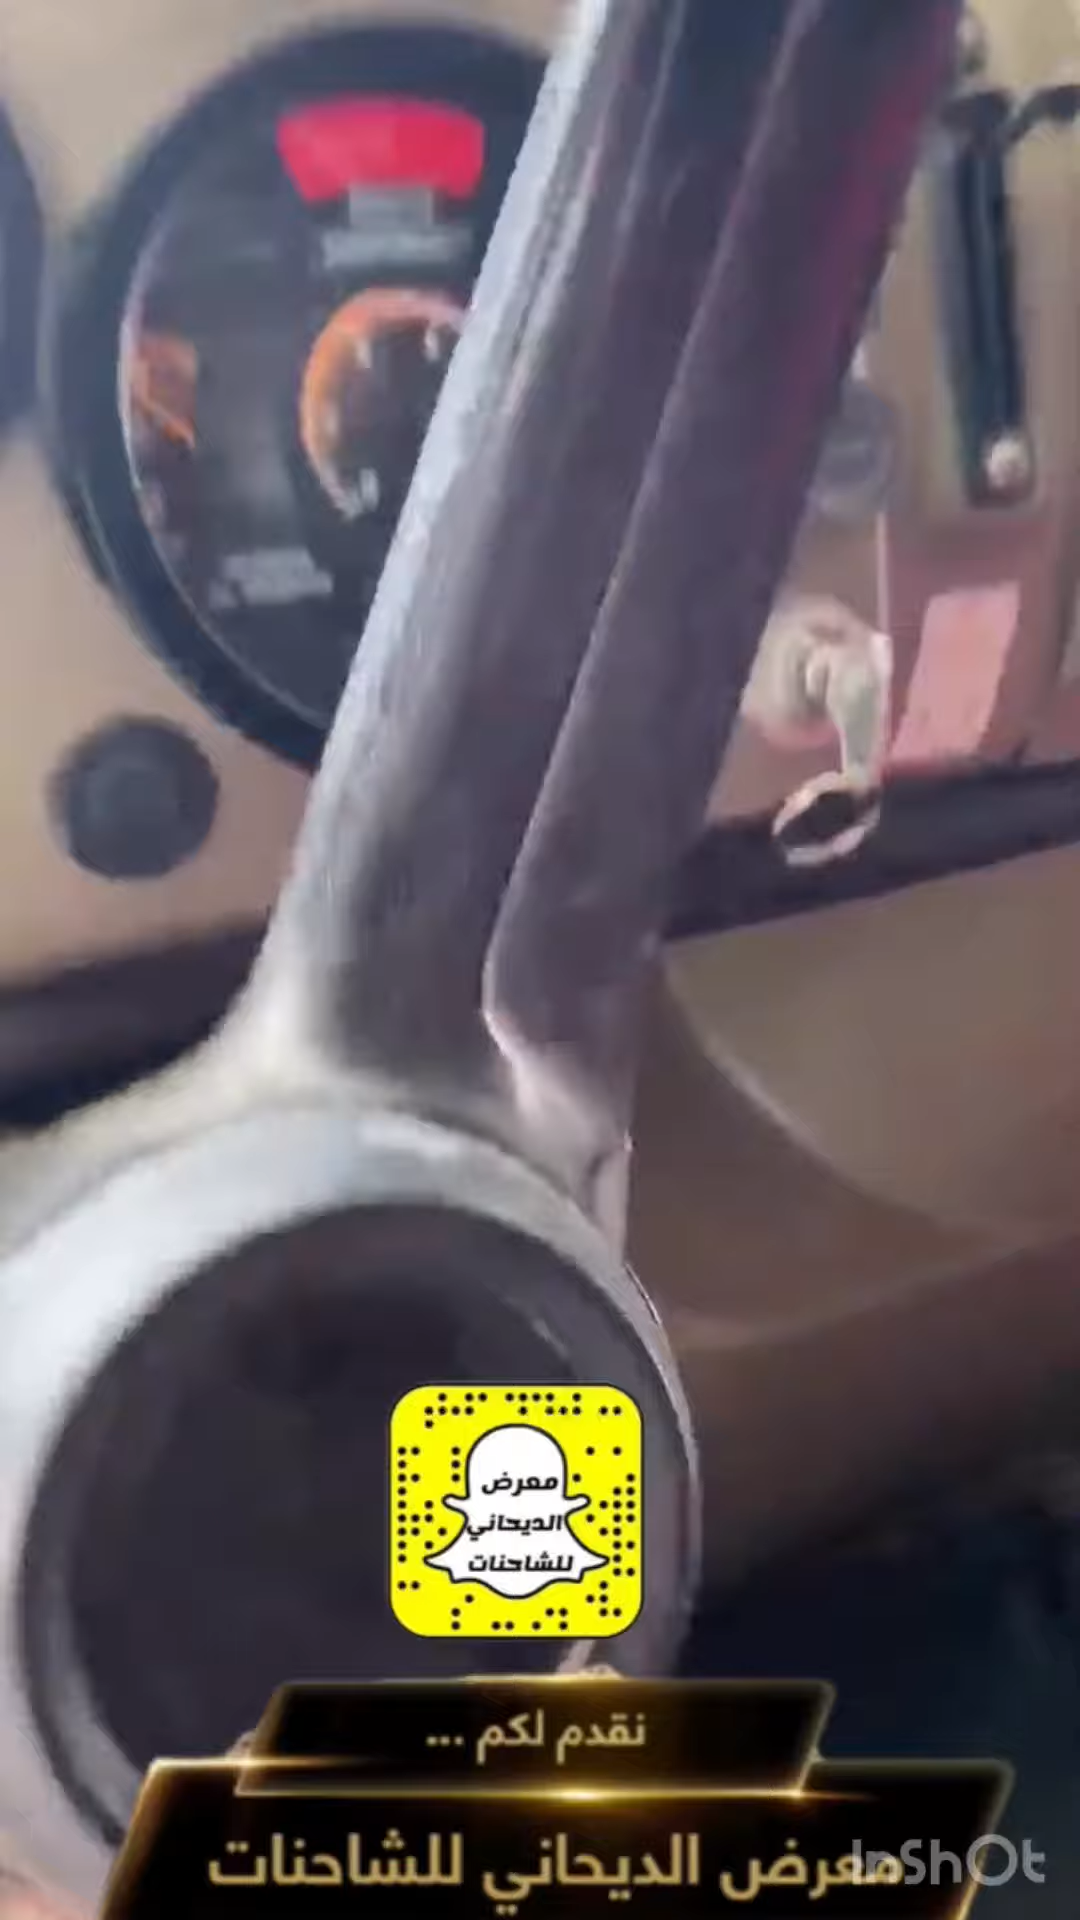 معرض
الديحاني
للشاحنات
نقدم لكم ...
معرض الديحاني للشاحنات
InShOt